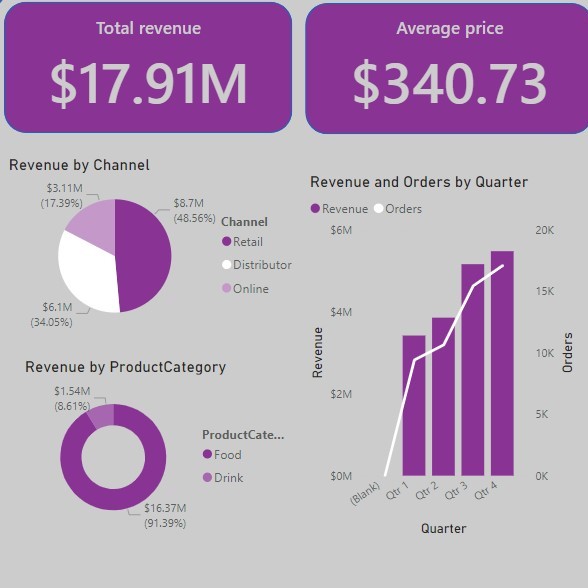 Total revenue
$17.91M
Average price
$340.73
Revenue by Channel
$3.11M
(17.39%)
$8.7M
(48.56%)
$6.1M
(34.05%)
Channel
Retail
Distributor
Online
Revenue by ProductCategory
$1.54M
(8.61%)
$16.37M
(91.39%)
ProductCate...
Food
Drink
Revenue and Orders by Quarter
Revenue Orders
$6M
$4M
$2M
$0M
Revenue
20K
15K
10K
5K
0K
Orders
(Blank) Qtr 1 Qtr 2 Qtr 3 Qtr 4
Quarter